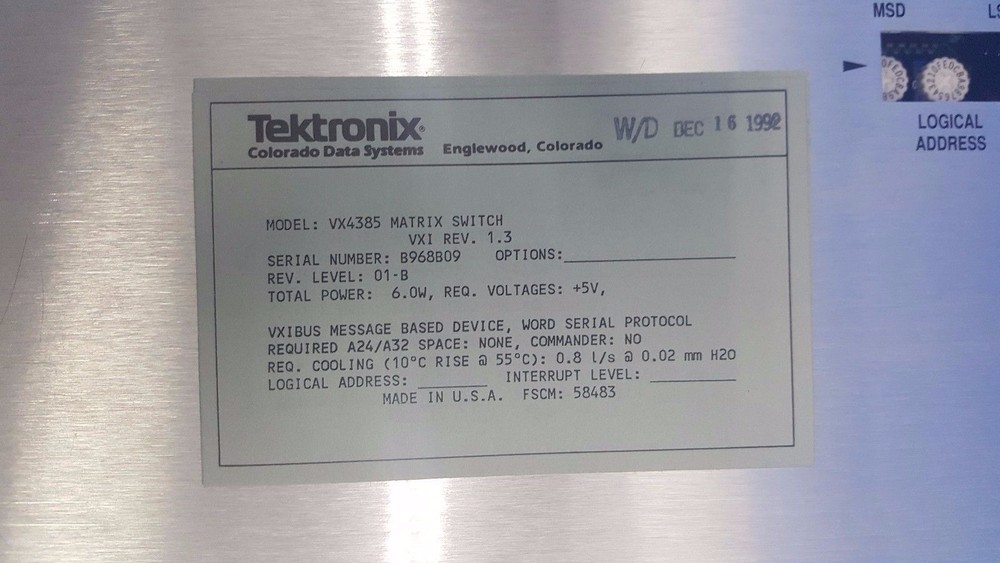 MSD
LOGICAL
ADDRESS
Tektronix®
Colorado Data Systems Englewood, Colorado W/D DEC 16 1992
MODEL: VX4385 MATRIX SWITCH
VXI REV. 1.3
SERIAL NUMBER: B968B09 OPTIONS:
REV. LEVEL: 01-B
TOTAL POWER: 6.0W, REQ. VOLTAGES: +5V,
VXIBUS MESSAGE BASED DEVICE, WORD SERIAL PROTOCOL
REQUIRED A24/A32 SPACE: NONE, COMMANDER: NO
REQ. COOLING (10°C RISE @ 55°C): 0.8 l/s @ 0.02 mm H2O
LOGICAL ADDRESS: ________ INTERRUPT LEVEL: __________
MADE IN U.S.A. FSCM: 58483